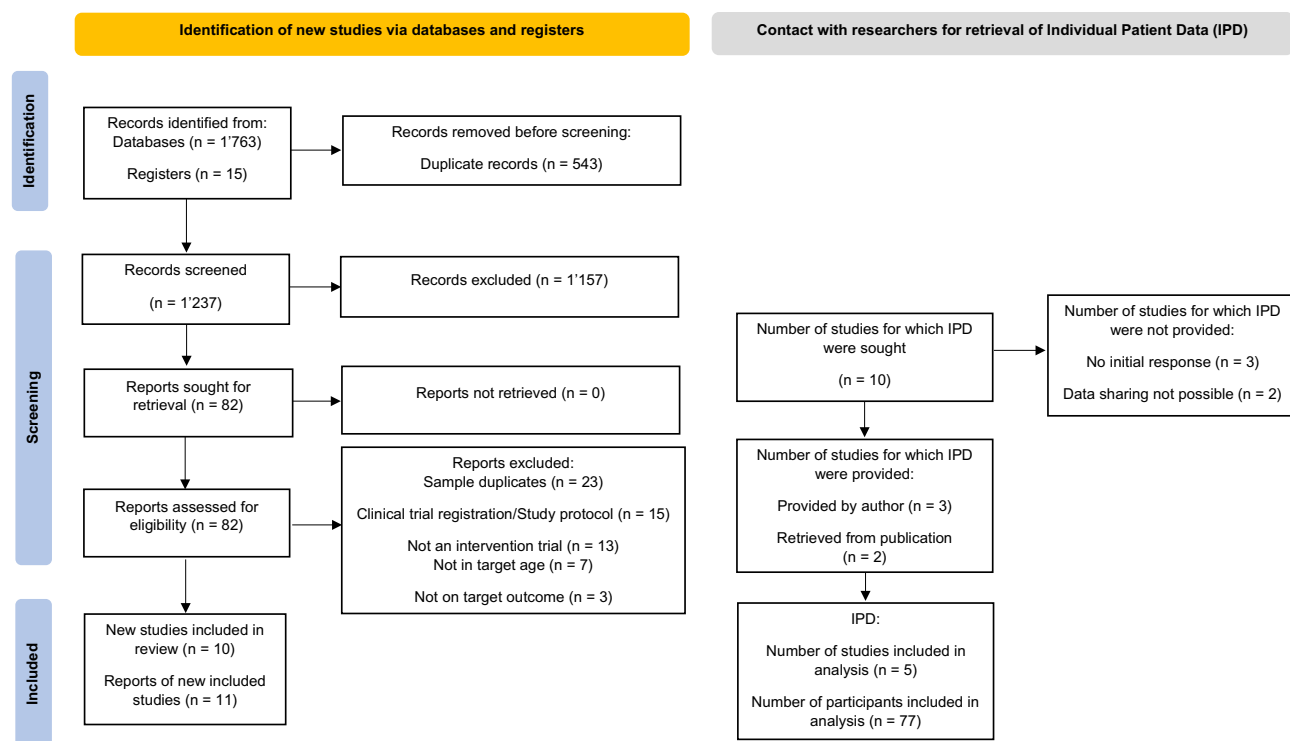 Identification of new studies via databases and registers
Contact with researchers for retrieval of Individual Patient Data (IPD)
Identification
Records identified from:
Databases (n = 1’763)
Registers (n = 15)
Records removed before screening:
Duplicate records (n = 543)
Screening
Records screened
(n = 1’237)
Records excluded (n = 1’157)
Reports sought for
retrieval (n = 82)
Reports not retrieved (n = 0)
Reports assessed for
eligibility (n = 82)
Reports excluded:
Sample duplicates (n = 23)
Clinical trial registration/Study protocol (n = 15)
Not an intervention trial (n = 13)
Not in target age (n = 7)
Not on target outcome (n = 3)
Included
New studies included in
review (n = 10)
Reports of new included
studies (n = 11)
Number of studies for which IPD
were sought
(n = 10)
Number of studies for which IPD
were not provided:
No initial response (n = 3)
Data sharing not possible (n = 2)
Number of studies for which IPD
were provided:
Provided by author (n = 3)
Retrieved from publication
(n = 2)
IPD:
Number of studies included in
analysis (n = 5)
Number of participants included in
analysis (n = 77)